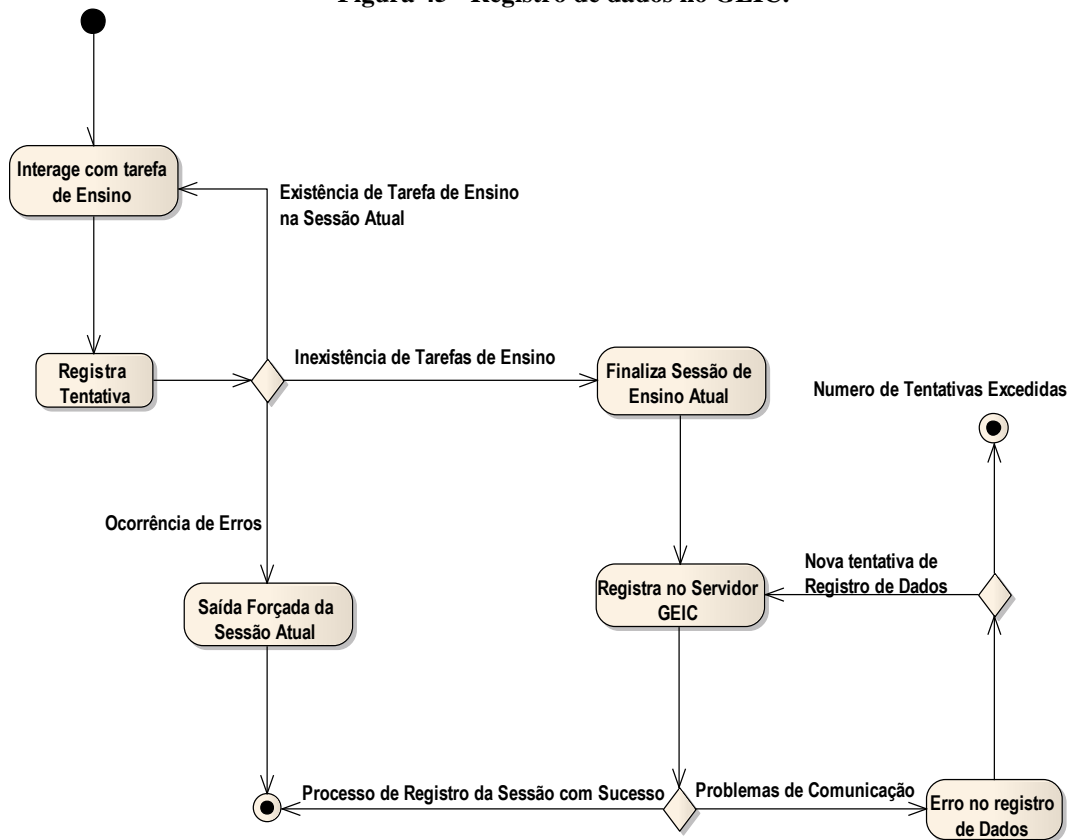 Figura 45 - Registro de dados no GEIC.
Interage com tarefa
de Ensino
Existência de Tarefa de Ensino
na Sessão Atual
Registra
Tentativa
Inexistência de Tarefas de Ensino
Finaliza Sessão de
Ensino Atual
Numero de Tentativas Excedidas
Ocorrência de Erros
Saída Forçada da
Sessão Atual
Registra no Servidor
GEIC
Nova tentativa de
Registro de Dados
Processo de Registro da Sessão com Sucesso
Problemas de Comunicação
Erro no registro
de Dados